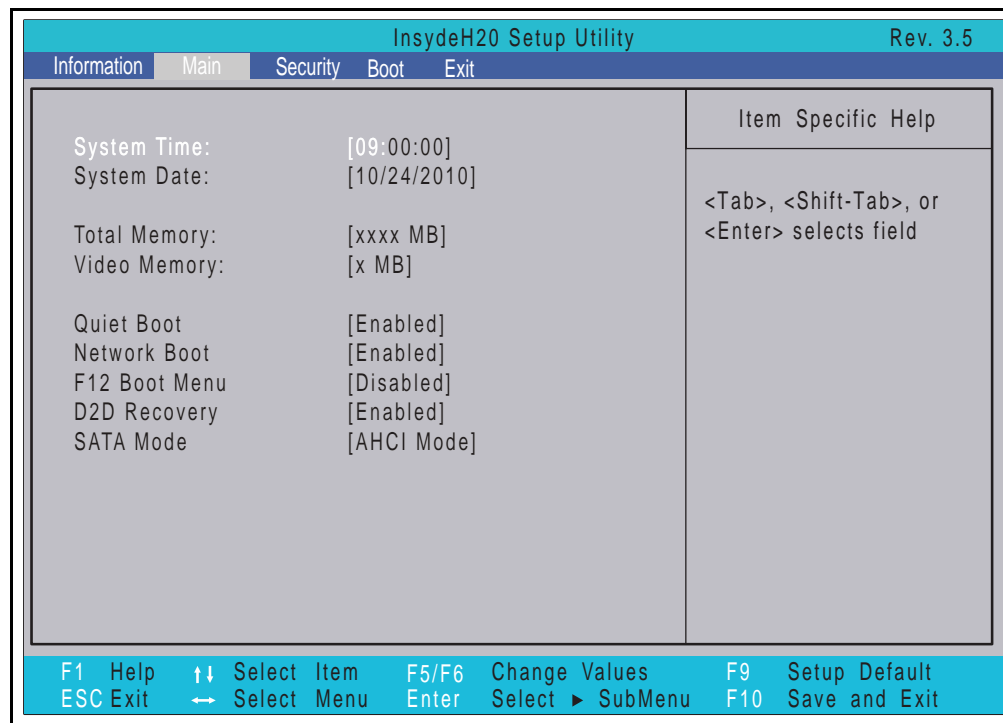 InsydeH20 Setup Utility Rev. 3.5
Information Main Security Boot Exit
Item Specific Help
System Time: [09:00:00]
System Date: [10/24/2010]
<Tab>, <Shift-Tab>, or
<Enter> selects field
Total Memory: [xxxx MB]
Video Memory: [x MB]
Quiet Boot [Enabled]
Network Boot [Enabled]
F12 Boot Menu [Disabled]
D2D Recovery [Enabled]
SATA Mode [AHCI Mode]
F1 Help ↑↓ Select Item F5/F6 Change Values F9 Setup Default
ESC Exit ↔ Select Menu Enter Select ► SubMenu F10 Save and Exit